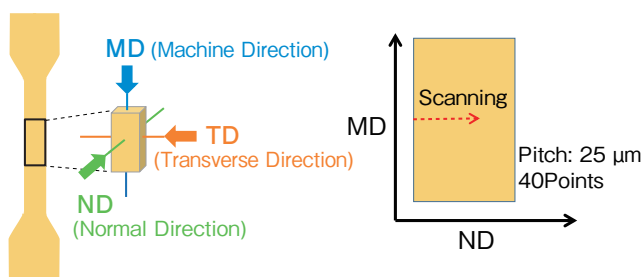 MD (Machine Direction)
TD
(Transverse Direction)
ND
(Normal Direction)
MD
Scanning
Pitch: 25 μm
40Points
ND